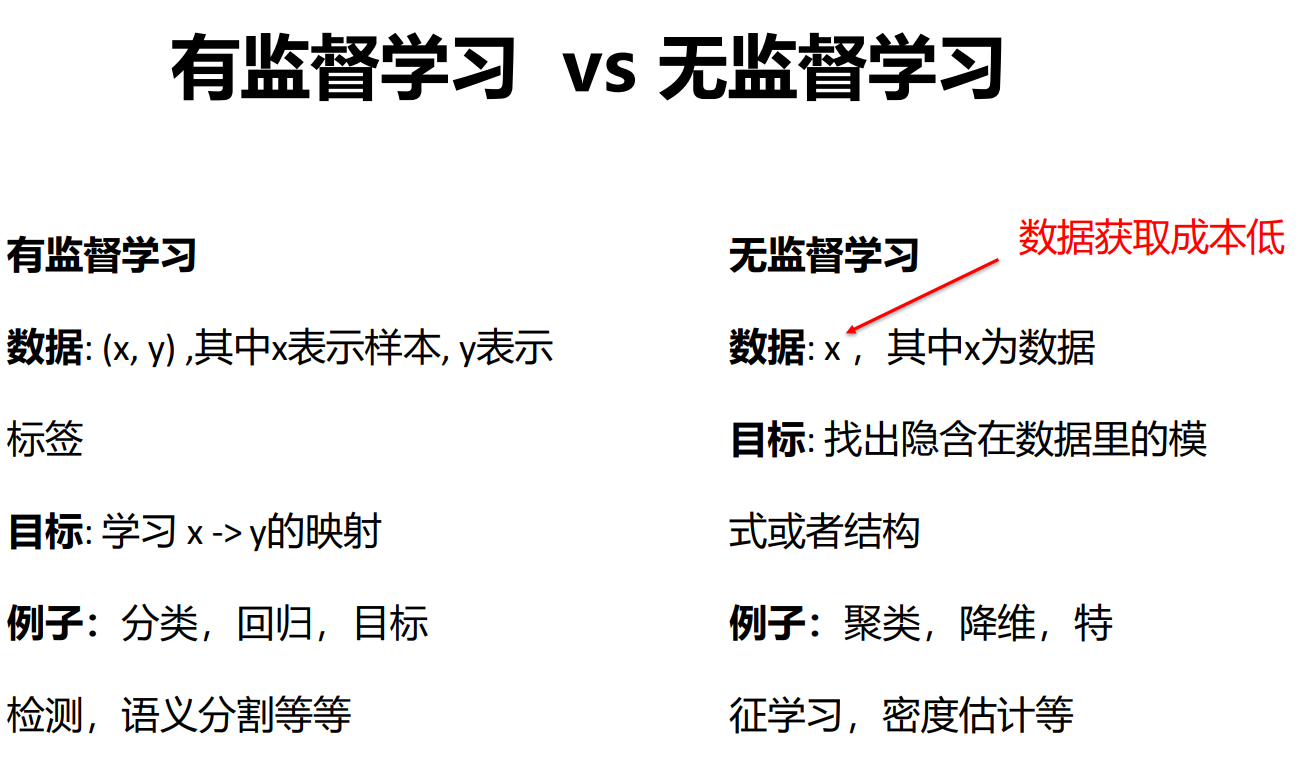 有监督学习 vs 无监督学习
有监督学习
数据: (x, y) ,其中x表示样本, y表示
标签
目标: 学习 x -> y的映射
例子：分类，回归，目标
检测，语义分割等等
无监督学习
数据获取成本低
数据: x ，其中x为数据
目标: 找出隐含在数据里的模
式或者结构
例子：聚类，降维，特
征学习，密度估计等